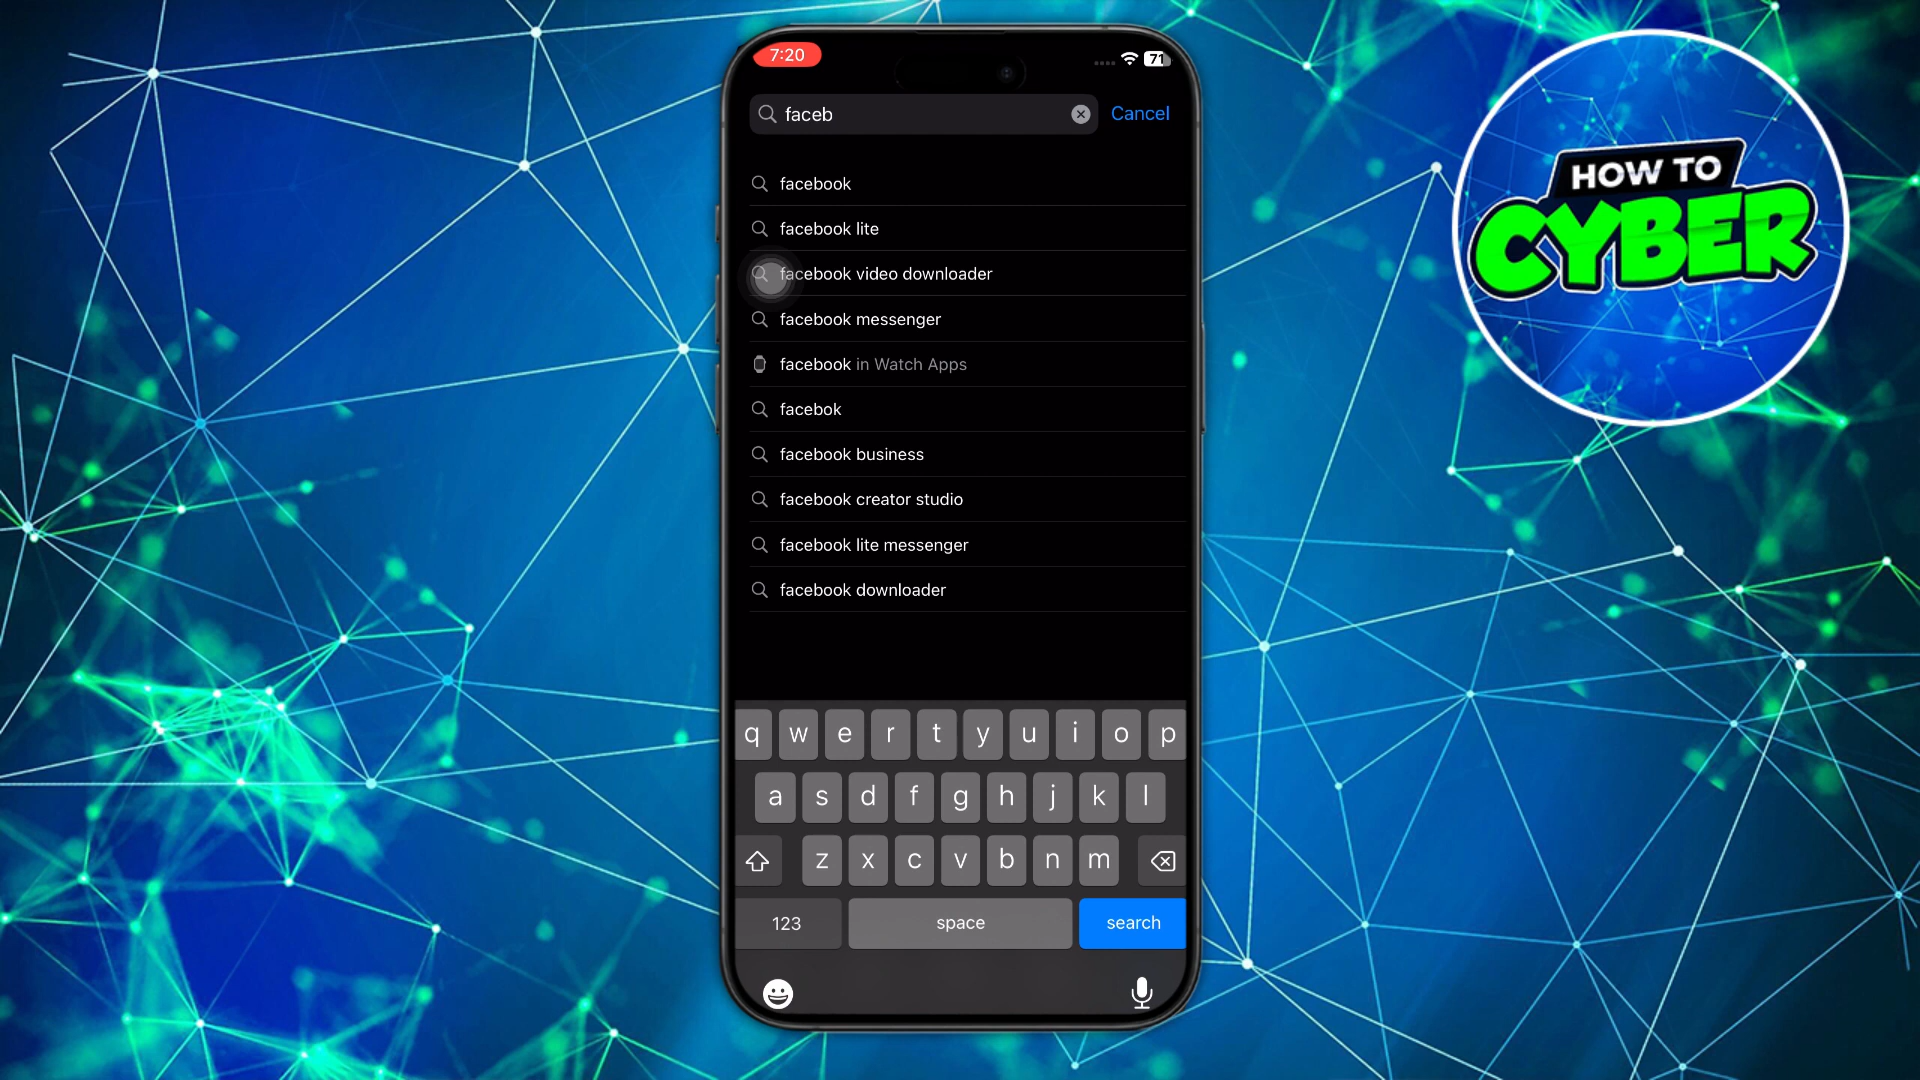 7:20
71
faceb
Cancel
facebook
facebook lite
facebook video downloader
facebook messenger
facebook in Watch Apps
facebok
facebook business
facebook creator studio
facebook lite messenger
facebook downloader
q w e r t y u i o p
a s d f g h j k l
z x c v b n m
123
space
search
HOW TO
CYBER